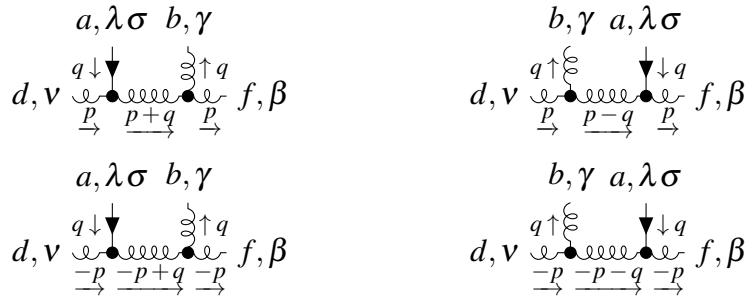 a, λσ b, γ b, γ a, λσ
q ↓ ↑ q q ↑ ↓ q
d, ν f, β d, ν f, β
p p + q p p p − q p
a, λσ b, γ b, γ a, λσ
q ↓ ↑ q q ↑ ↓ q
d, ν f, β d, ν f, β
−p −p + q −p −p −p − q −p